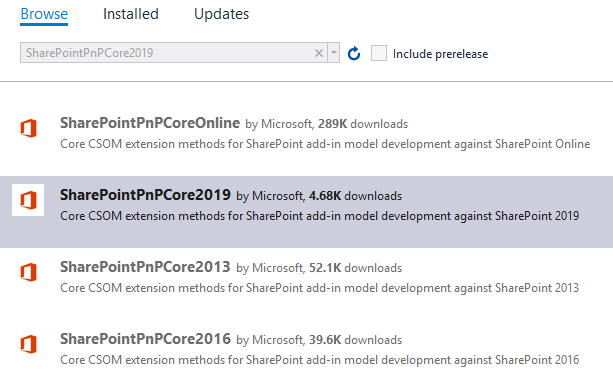 Browse Installed Updates
SharePointPnPCore2019
Include prerelease
SharePointPnPCoreOnline by Microsoft, 289K downloads
Core CSOM extension methods for SharePoint add-in model development against SharePoint Online
SharePointPnPCore2019 by Microsoft, 4.68K downloads
Core CSOM extension methods for SharePoint add-in model development against SharePoint 2019
SharePointPnPCore2013 by Microsoft, 52.1K downloads
Core CSOM extension methods for SharePoint add-in model development against SharePoint 2013
SharePointPnPCore2016 by Microsoft, 39.6K downloads
Core CSOM extension methods for SharePoint add-in model development against SharePoint 2016